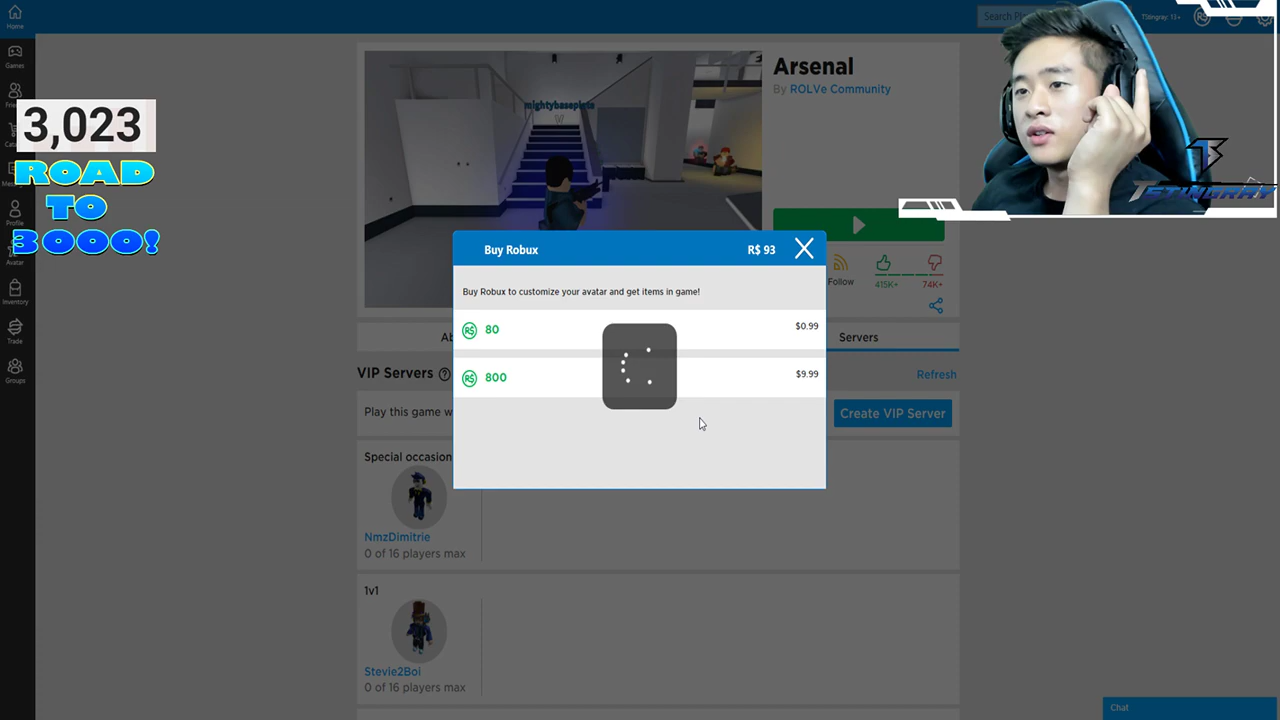 Home
Games
Profile
Avatar
Inventory
Trade
Groups
3,023
ROAD
TO
3000!
mightybaseplate
Arsenal
By ROLVe Community
TSTINGRAY
Follow
415K+
74K+
Buy Robux
R$ 93
Buy Robux to customize your avatar and get items in game!
R$ 80
$0.99
R$ 800
$9.99
Servers
VIP Servers
Refresh
Play this game
Create VIP Server
Special occasion
NmzDimitrie
0 of 16 players max
1v1
Stevie2Boi
0 of 16 players max
Chat